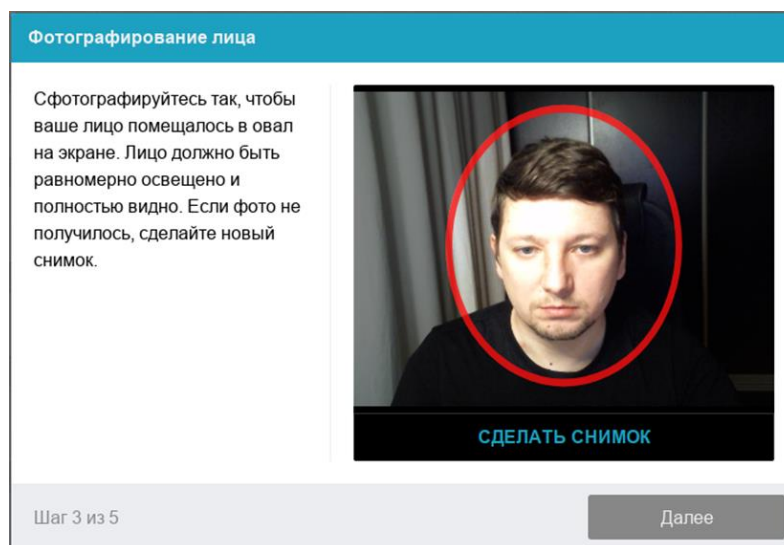 Фотографирование лица
Сфотографируйтесь так, чтобы
ваше лицо помещалось в овал
на экране. Лицо должно быть
равномерно освещено и
полностью видно. Если фото не
получилось, сделайте новый
снимок.
СДЕЛАТЬ СНИМОК
Шаг 3 из 5
Далее